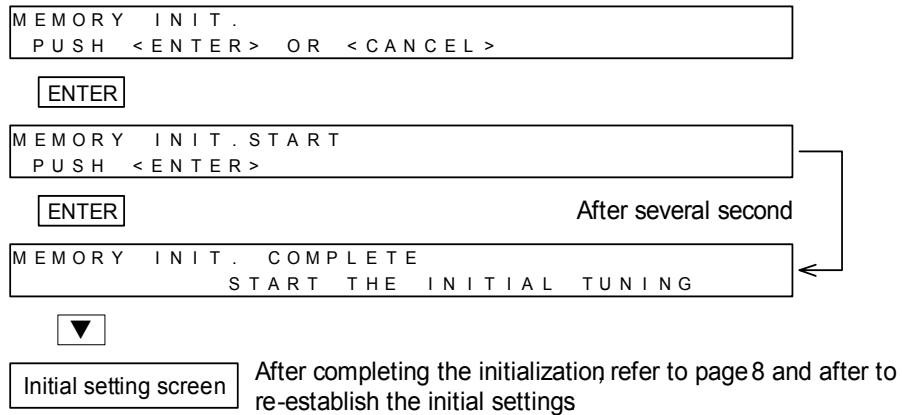 MEMORY INIT.
PUSH <ENTER> OR <CANCEL>
ENTER
MEMORY INIT.START
PUSH <ENTER>
ENTER
After several second
MEMORY INIT. COMPLETE
START THE INITIAL TUNING
▼
Initial setting screen
After completing the initialization, refer to page 8 and after to
re-establish the initial settings